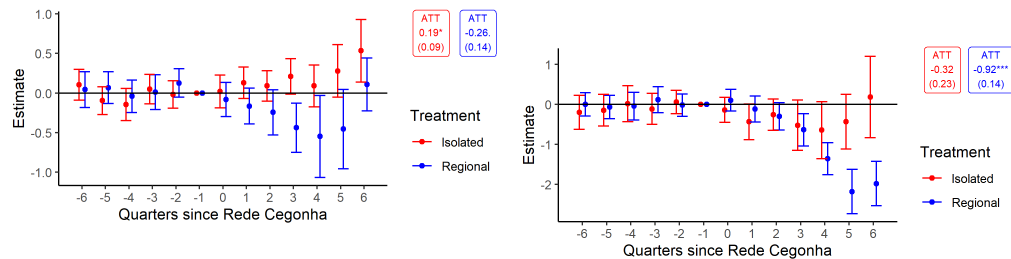 1.0
0.5
0.0
-0.5
-1.0
Estimate
-6 -5 -4 -3 -2 -1 0 1 2 3 4 5 6
Quarters since Rede Cegonha
ATT
0.19*
(0.09)
ATT
-0.26.
(0.14)
Treatment
Isolated
Regional
1
0
-1
-2
Estimate
-6 -5 -4 -3 -2 -1 0 1 2 3 4 5 6
Quarters since Rede Cegonha
ATT
-0.32
(0.23)
ATT
-0.92***
(0.14)
Treatment
Isolated
Regional